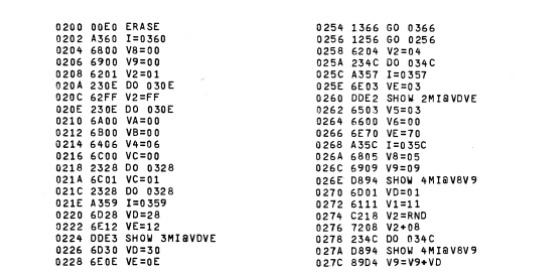 0200 00E0 ERASE
0202 A360 I=0360
0204 6800 V8=00
0206 6900 V9=00
0208 6201 V2=01
020A 230E DO 030E
020C 62FF V2=FF
020E 230E DO 030E
0210 6A00 VA=00
0212 6B00 VB=00
0214 6406 V4=06
0216 6C00 VC=00
0218 2328 DO 0328
021A 6C01 VC=01
021C 2328 DO 0328
021E A359 I=0359
0220 6D28 VD=28
0222 6E12 VE=12
0224 DDE3 SHOW 3MI@VDVE
0226 6D30 VD=30
0228 6E0E VE=0E
0254 1366 GO 0366
0256 1256 GO 0256
0258 6204 V2=04
025A 234C DO 034C
025C A357 I=0357
025E 6E03 VE=03
0260 DDE2 SHOW 2MI@VDVE
0262 6503 V5=03
0264 6600 V6=00
0266 6E70 VE=70
0268 A35C I=035C
026A 6805 V8=05
026C 6909 V9=09
026E D894 SHOW 4MI@V8V9
0270 6D01 VD=01
0272 6111 V1=11
0274 C218 V2=RND
0276 7208 V2+08
0278 234C DO 034C
027A D894 SHOW 4MI@V8V9
027C 89D4 V9=V9+VD